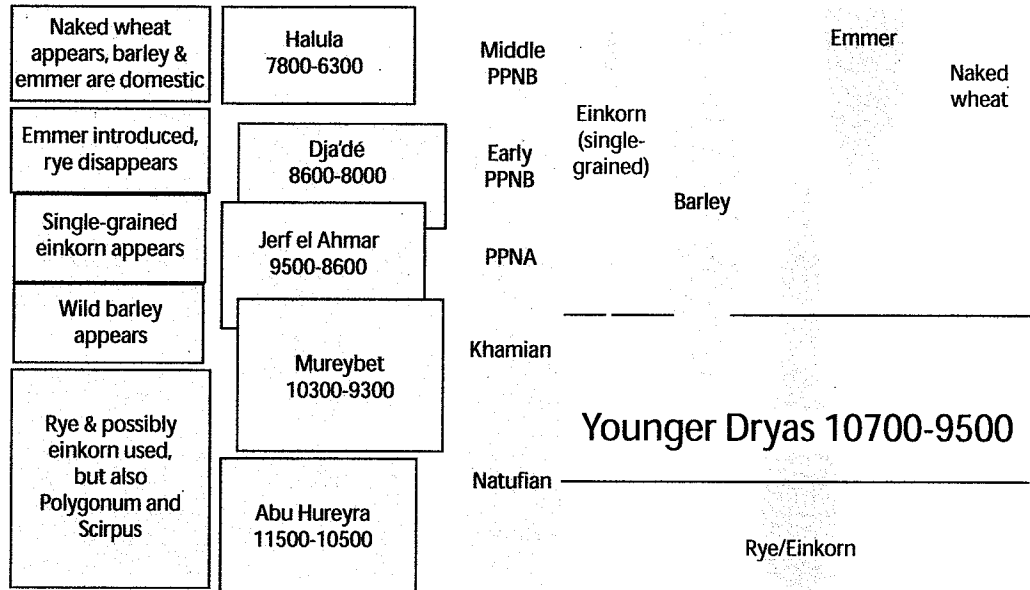 Naked wheat
appears, barley &
emmer are domestic
Emmer introduced,
rye disappears
Single-grained
einkorn appears
Wild barley
appears
Rye & possibly
einkorn used,
but also
Polygonum and
Scirpus
Halula
7800-6300
Dja'dé
8600-8000
Jerf el Ahmar
9500-8600
Mureybet
10300-9300
Abu Hureyra
11500-10500
Middle
PPNB
Early
PPNB
PPNA
Khamian
Natufian
Einkorn
(single-
grained)
Barley
Emmer
Naked
wheat
Younger Dryas 10700-9500
Rye/Einkorn